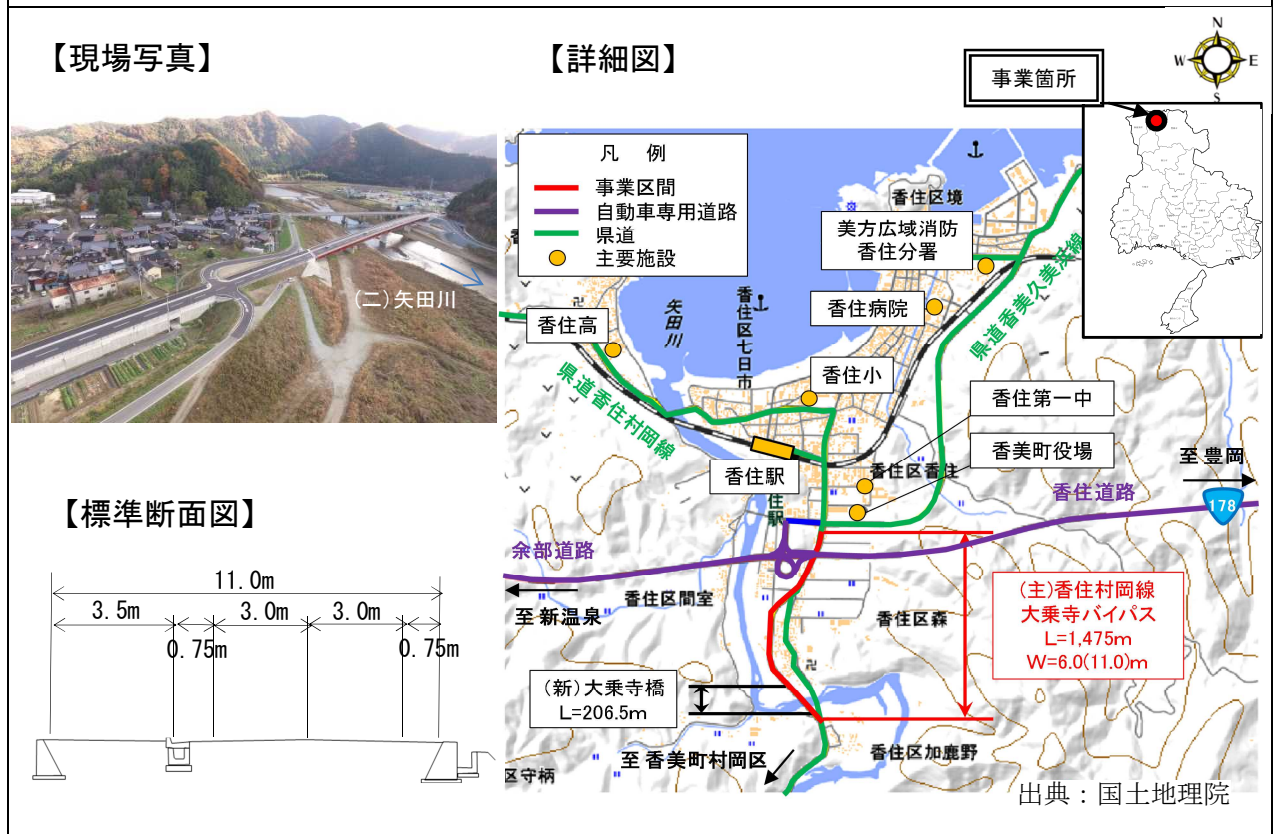 【現場写真】
(二)矢田川
【標準断面図】
11.0m
3.5m
0.75m
3.0m
3.0m
0.75m
【詳細図】
N
W
E
S
事業箇所
凡 例
事業区間
自動車専用道路
県道
主要施設
香住区境
美方広域消防
香住分署
香住病院
県道香美久美浜線
香住高
矢田川
香住区七日市
香住小
県道香住村岡線
香住第一中
香美町役場
香住駅
香住区香住
住駅
至豊岡
香住道路
178
余部道路
至新温泉
香住区間室
香住区森
(主)香住村岡線
大乗寺バイパス
L=1,475m
W=6.0(11.0)m
(新)大乗寺橋
L=206.5m
至香美町村岡区
香住区加鹿野
区守柄
出典：国土地理院